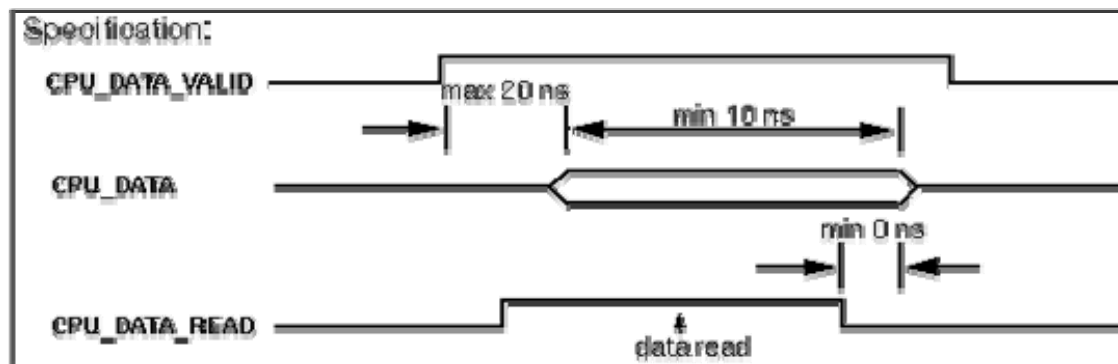 Specification:
CPU_DATA_VALID
max 20 ns
min 10 ns
CPU_DATA
min 0 ns
CPU_DATA_READ
data read